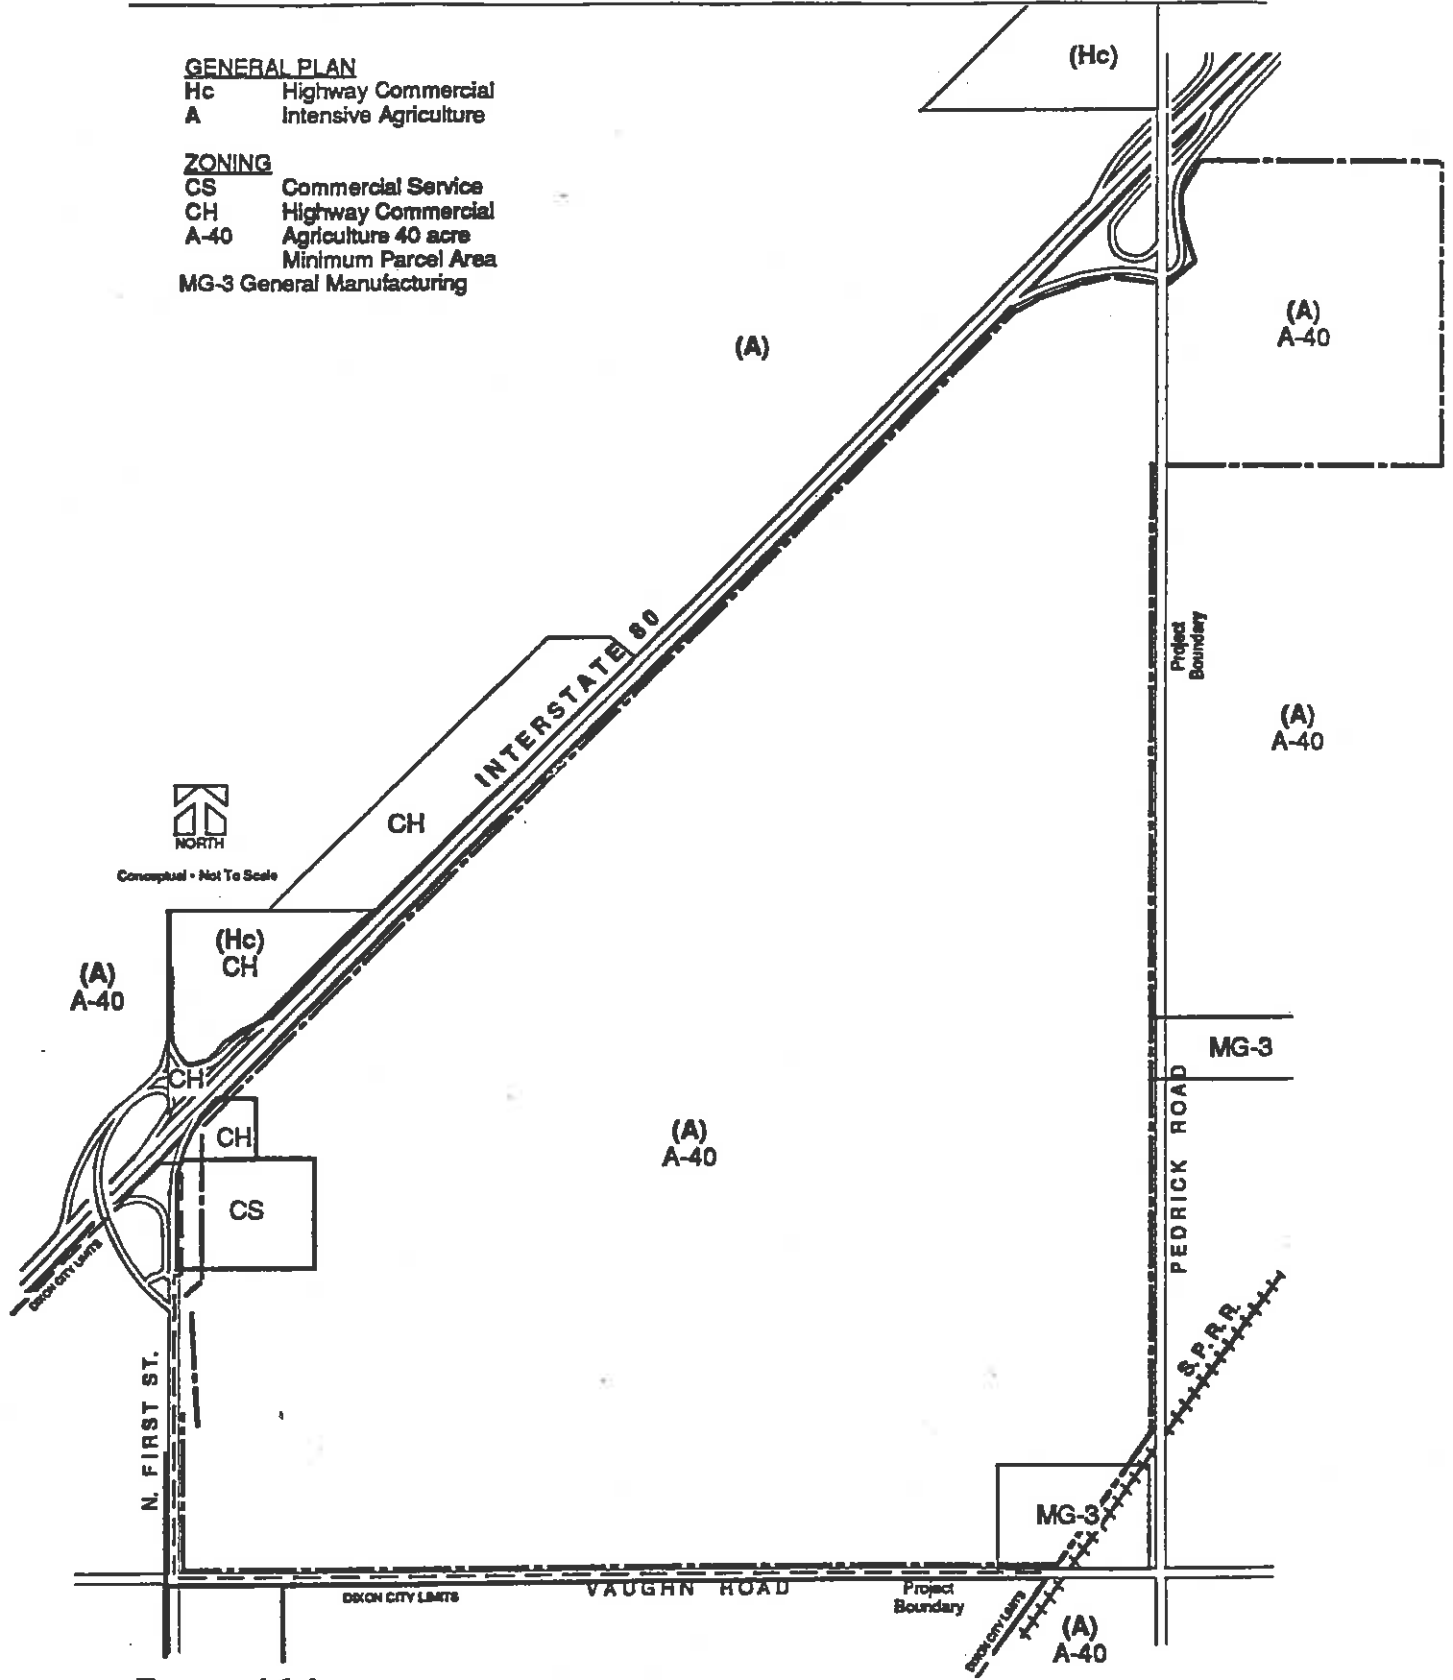 GENERAL PLAN
Hc Highway Commercial
A Intensive Agriculture
ZONING
CS Commercial Service
CH Highway Commercial
A-40 Agriculture 40 acre
Minimum Parcel Area
MG-3 General Manufacturing
(Hc)
(A)
A-40
(A)
INTERSTATE 80
Project
Boundary
(A)
A-40
CH
NORTH
Conceptual • Not To Scale
(Hc)
CH
(A)
A-40
MG-3
CH
CH
(A)
A-40
PEDRICK ROAD
CS
DIXON CITY LIMITS
S.P.R.R.
N. FIRST ST.
MG-3
DIXON CITY LIMITS
VAUGHN ROAD
Project
Boundary
DIXON CITY LIMITS
(A)
A-40